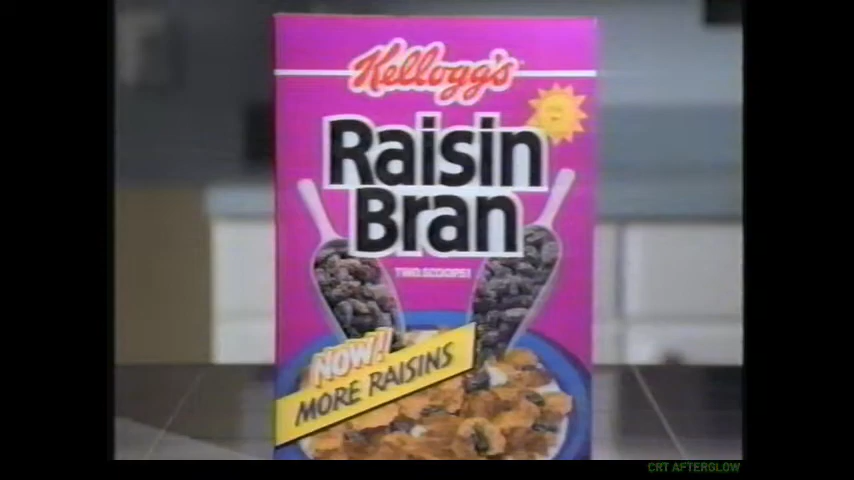 Kellogg's
Raisin
Bran
TWO SCOOPS!
NOW!
MORE RAISINS
CRT AFTERGLOW